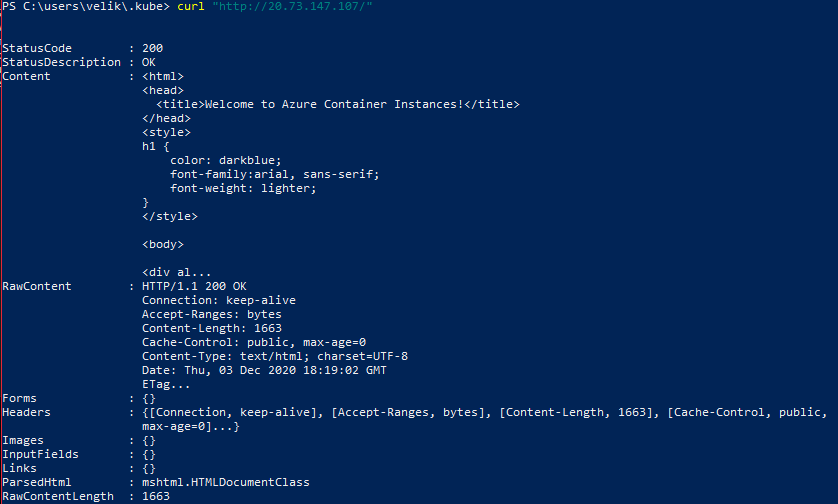 PS C:\users\velik\.kube> curl "http://20.73.147.107/"
StatusCode        : 200
StatusDescription : OK
Content           : <html>
                    <head>
                      <title>Welcome to Azure Container Instances!</title>
                    </head>
                    <style>
                    h1 {
                        color: darkblue;
                        font-family:arial, sans-serif;
                        font-weight: lighter;
                    }
                    </style>
                    <body>
                    <div al...
RawContent        : HTTP/1.1 200 OK
                    Connection: keep-alive
                    Accept-Ranges: bytes
                    Content-Length: 1663
                    Cache-Control: public, max-age=0
                    Content-Type: text/html; charset=UTF-8
                    Date: Thu, 03 Dec 2020 18:19:02 GMT
                    ETag...
Forms             : {}
Headers           : {[Connection, keep-alive], [Accept-Ranges, bytes], [Content-Length, 1663], [Cache-Control, public,
                    max-age=0]...}
Images            : {}
InputFields       : {}
Links             : {}
ParsedHtml        : mshtml.HTMLDocumentClass
RawContentLength  : 1663